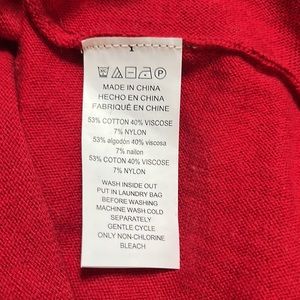 MADE IN CHINA
HECHO EN CHINA
FABRIQUÉ EN CHINE
53% COTTON 40% VISCOSE
7% NYLON
53% algodón 40% viscosa
7% nailon
53% COTON 40% VISCOSE
7% NYLON
WASH INSIDE OUT
PUT IN LAUNDRY BAG
BEFORE WASHING
MACHINE WASH COLD
SEPARATELY
GENTLE CYCLE
ONLY NON-CHLORINE
BLEACH